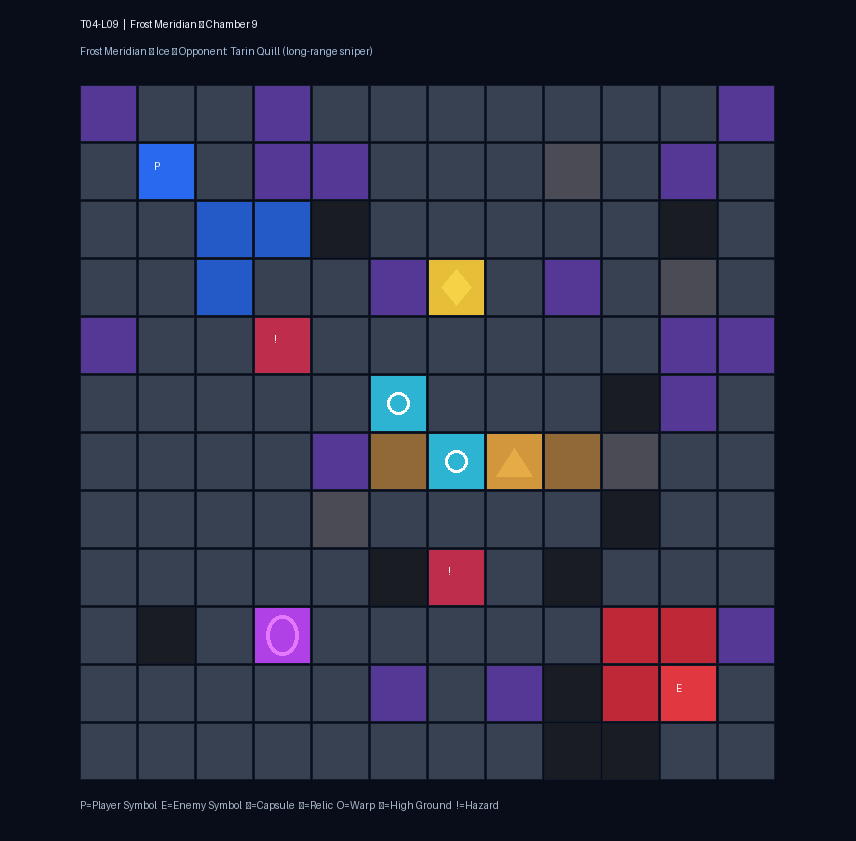 T04-L09 | Frost Meridian ▯ Chamber 9
Frost Meridian ▯ Ice ▯ Opponent: Tarin Quill (long-range sniper)
P
!
!
E
P=Player Symbol E=Enemy Symbol ▯=Capsule ▯=Relic O=Warp ▯=High Ground !=Hazard